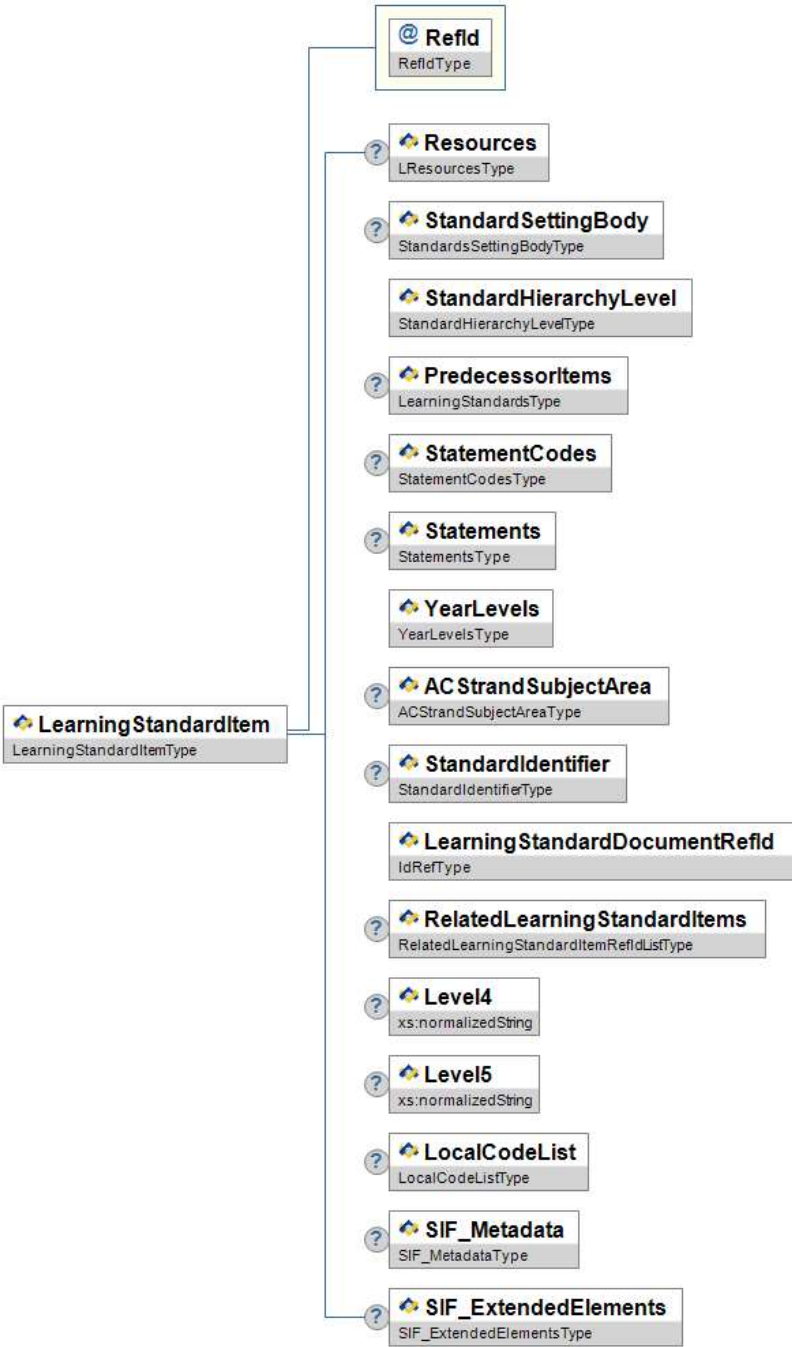 @ RefId
RefIdType
? Resources
LResourcesType
? StandardSettingBody
StandardsSettingBodyType
StandardHierarchyLevel
StandardHierarchyLevelType
? PredecessorItems
LearningStandardsType
? StatementCodes
StatementCodesType
? Statements
StatementsType
YearLevels
YearLevelsType
? ACStrandSubjectArea
ACStrandSubjectAreaType
LearningStandardItem
LearningStandardItemType
? StandardIdentifier
StandardIdentifierType
LearningStandardDocumentRefId
IdRefType
? RelatedLearningStandardItems
RelatedLearningStandardItemRefIdListType
? Level4
xs:normalizedString
? Level5
xs:normalizedString
? LocalCodeList
LocalCodeListType
? SIF_Metadata
SIF_MetadataType
? SIF_ExtendedElements
SIF_ExtendedElementsType